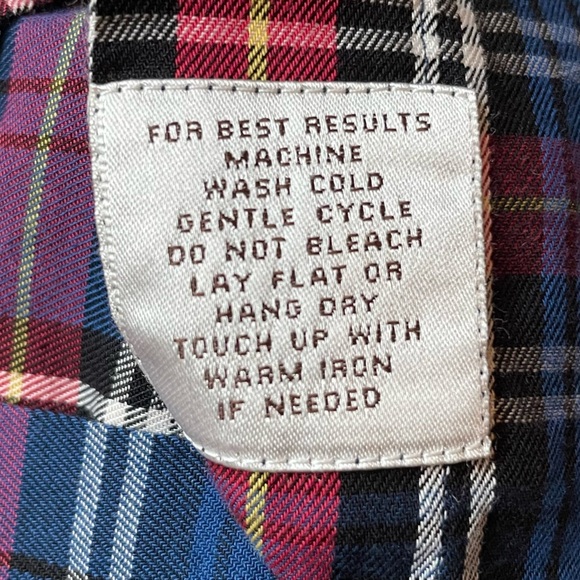 FOR BEST RESULTS
MACHINE
WASH COLD
GENTLE CYCLE
DO NOT BLEACH
LAY FLAT OR
HANG DRY
TOUCH UP WITH
WARM IRON
IF NEEDED